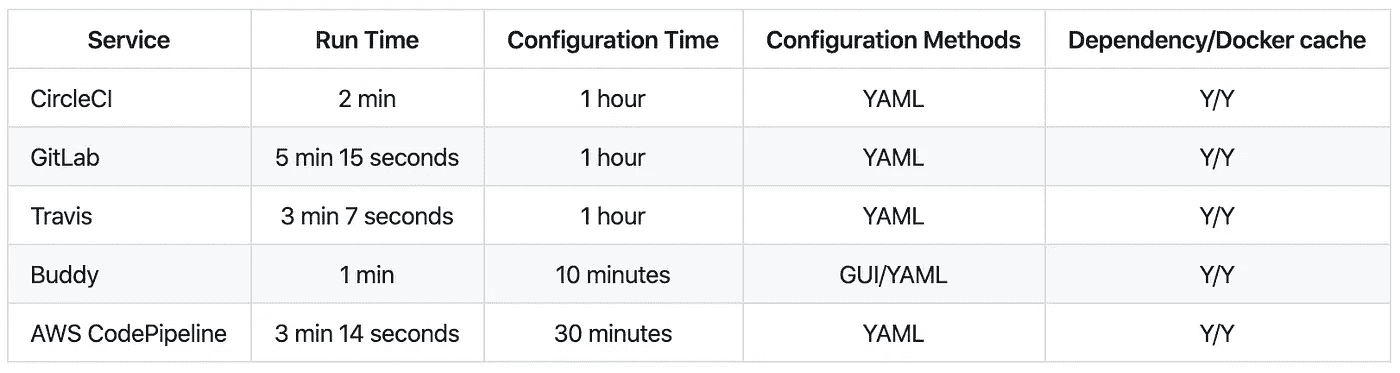 Service Run Time Configuration Time Configuration Methods Dependency/Docker cache
CircleCI 2 min 1 hour YAML Y/Y
GitLab 5 min 15 seconds 1 hour YAML Y/Y
Travis 3 min 7 seconds 1 hour YAML Y/Y
Buddy 1 min 10 minutes GUI/YAML Y/Y
AWS CodePipeline 3 min 14 seconds 30 minutes YAML Y/Y